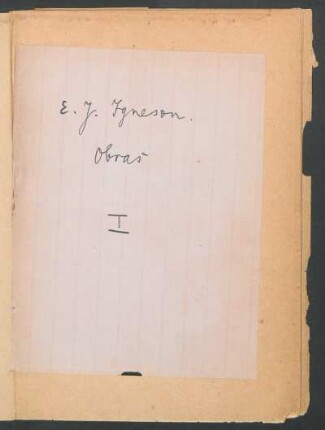 E. J. Igneson.
Obras
I